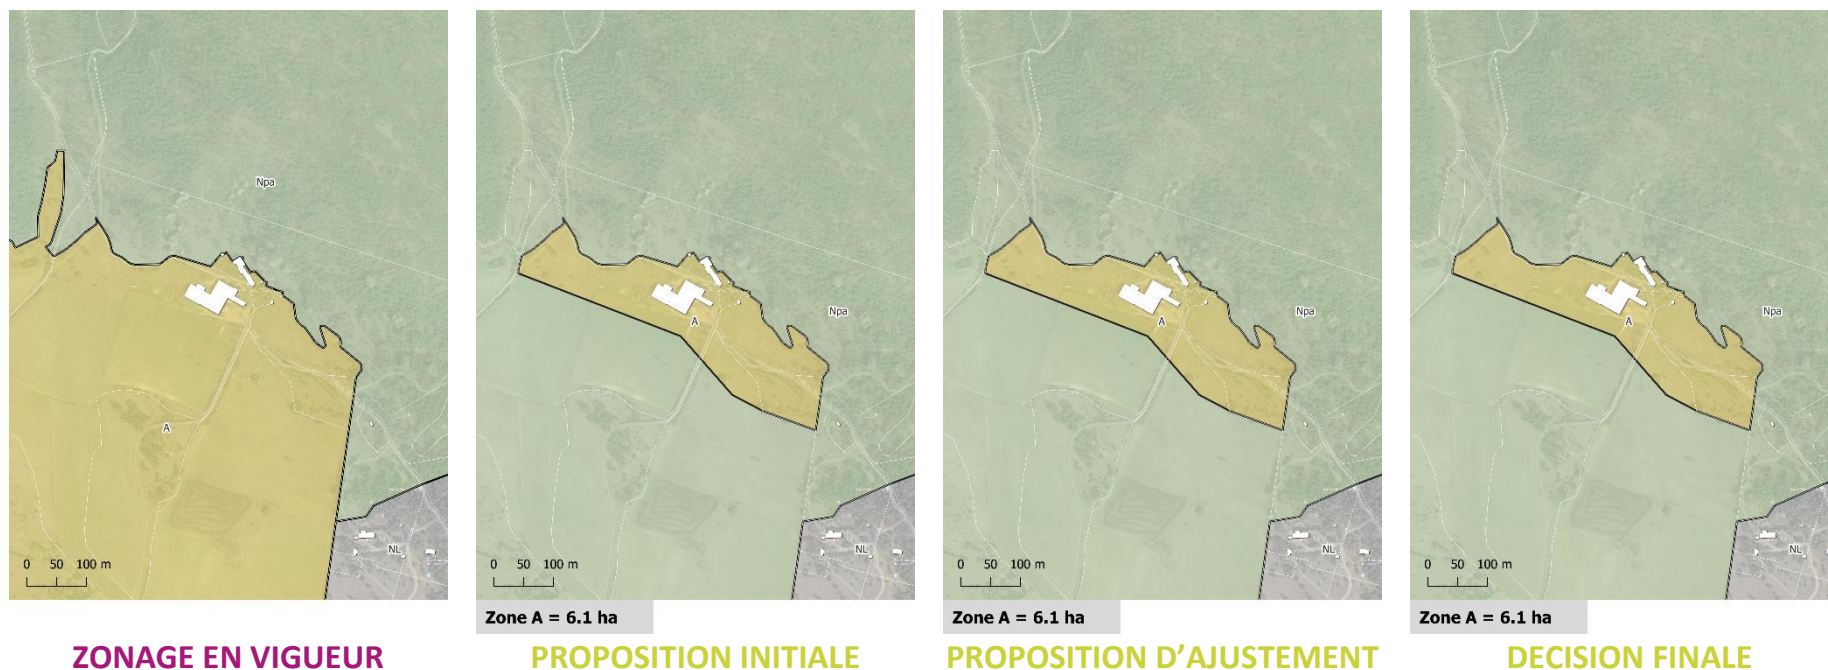 Npa
A
NL
0 50 100 m
ZONAGE EN VIGUEUR
Npa
A
NL
0 50 100 m
Zone A = 6.1 ha
PROPOSITION INITIALE
Npa
A
NL
0 50 100 m
Zone A = 6.1 ha
PROPOSITION D'AJUSTEMENT
Npa
A
NL
0 50 100 m
Zone A = 6.1 ha
DECISION FINALE